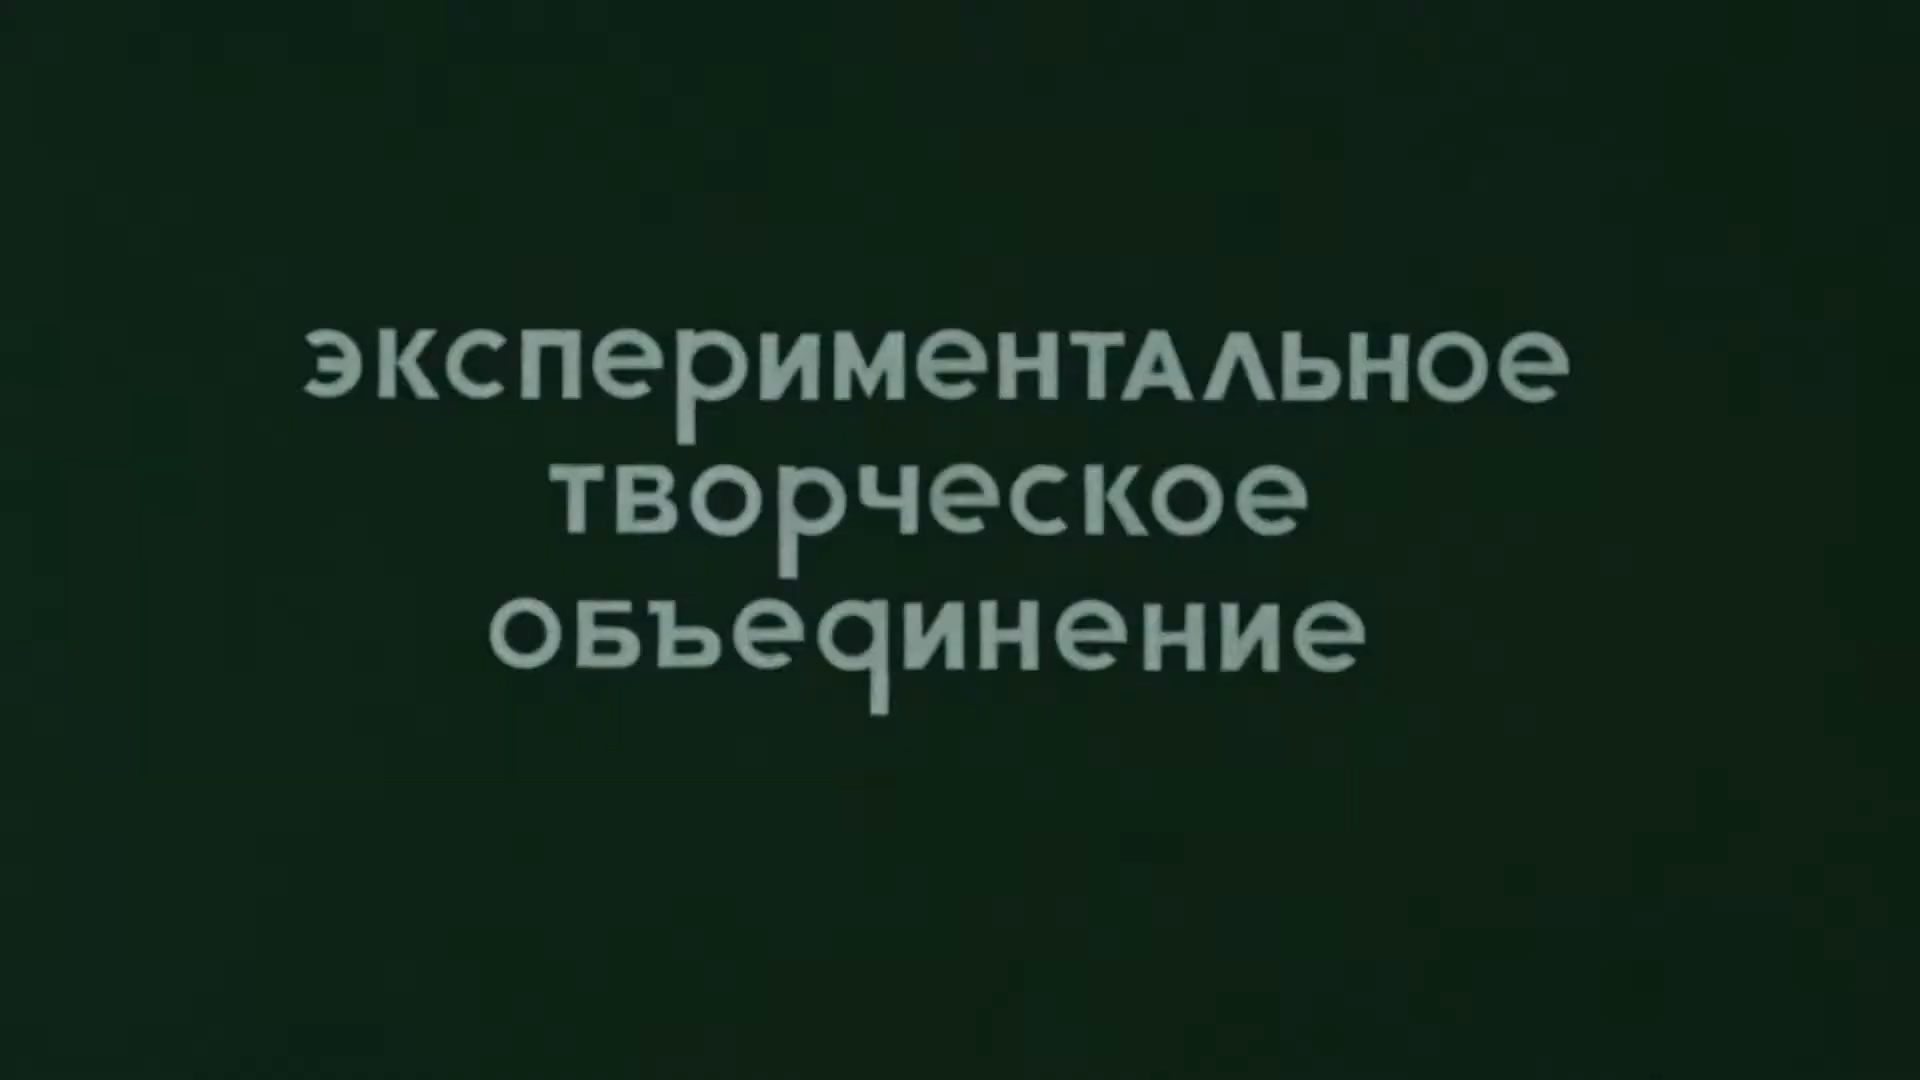 экспериментальное
творческое
объединение